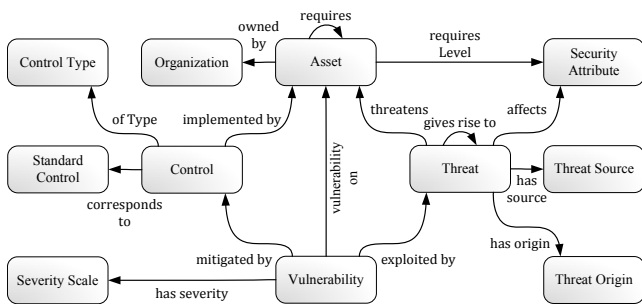 requires
owned
by
requires
Level
Control Type
Organization
Asset
Security
Attribute
of Type
implemented by
threatens
gives rise to
affects
Standard
Control
Control
vulnerability
on
Threat
has
source
Threat Source
corresponds
to
mitigated by
exploited by
has origin
Severity Scale
has severity
Vulnerability
Threat Origin